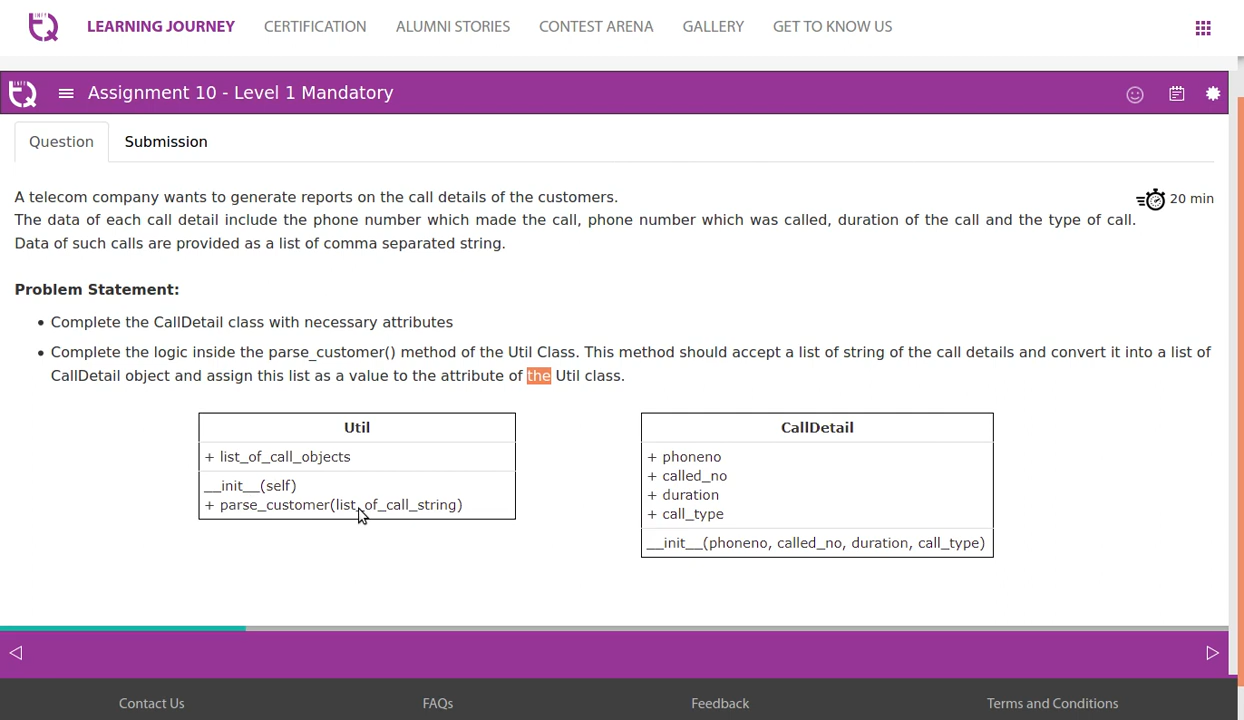 LEARNING JOURNEY CERTIFICATION ALUMNI STORIES CONTEST ARENA GALLERY GET TO KNOW US
Assignment 10 - Level 1 Mandatory
Question Submission
A telecom company wants to generate reports on the call details of the customers.
20 min
The data of each call detail include the phone number which made the call, phone number which was called, duration of the call and the type of call.
Data of such calls are provided as a list of comma separated string.
Problem Statement:
• Complete the CallDetail class with necessary attributes
• Complete the logic inside the parse_customer() method of the Util Class. This method should accept a list of string of the call details and convert it into a list of
CallDetail object and assign this list as a value to the attribute of the Util class.
Util
+ list_of_call_objects
__init__(self)
+ parse_customer(list_of_call_string)
CallDetail
+ phoneno
+ called_no
+ duration
+ call_type
__init__(phoneno, called_no, duration, call_type)
Contact Us FAQs Feedback Terms and Conditions